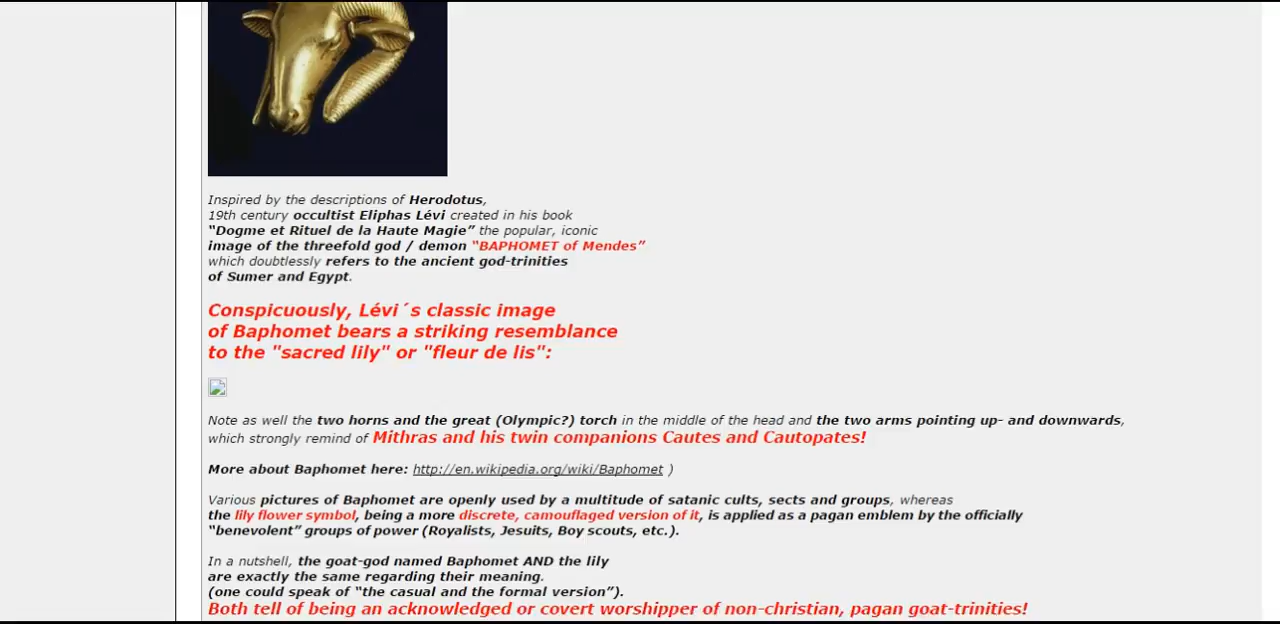 Inspired by the descriptions of Herodotus,
19th century occultist Eliphas Lévi created in his book
“Dogme et Rituel de la Haute Magie” the popular, iconic
image of the threefold god / demon “BAPHOMET of Mendes”
which doubtlessly refers to the ancient god-trinities
of Sumer and Egypt.
Conspicuously, Lévi´s classic image
of Baphomet bears a striking resemblance
to the "sacred lily" or "fleur de lis":
Note as well the two horns and the great (Olympic?) torch in the middle of the head and the two arms pointing up- and downwards,
which strongly remind of Mithras and his twin companions Cautes and Cautopates!
More about Baphomet here: http://en.wikipedia.org/wiki/Baphomet )
Various pictures of Baphomet are openly used by a multitude of satanic cults, sects and groups, whereas
the lily flower symbol, being a more discrete, camouflaged version of it, is applied as a pagan emblem by the officially
“benevolent” groups of power (Royalists, Jesuits, Boy scouts, etc.).
In a nutshell, the goat-god named Baphomet AND the lily
are exactly the same regarding their meaning.
(one could speak of “the casual and the formal version”).
Both tell of being an acknowledged or covert worshipper of non-christian, pagan goat-trinities!